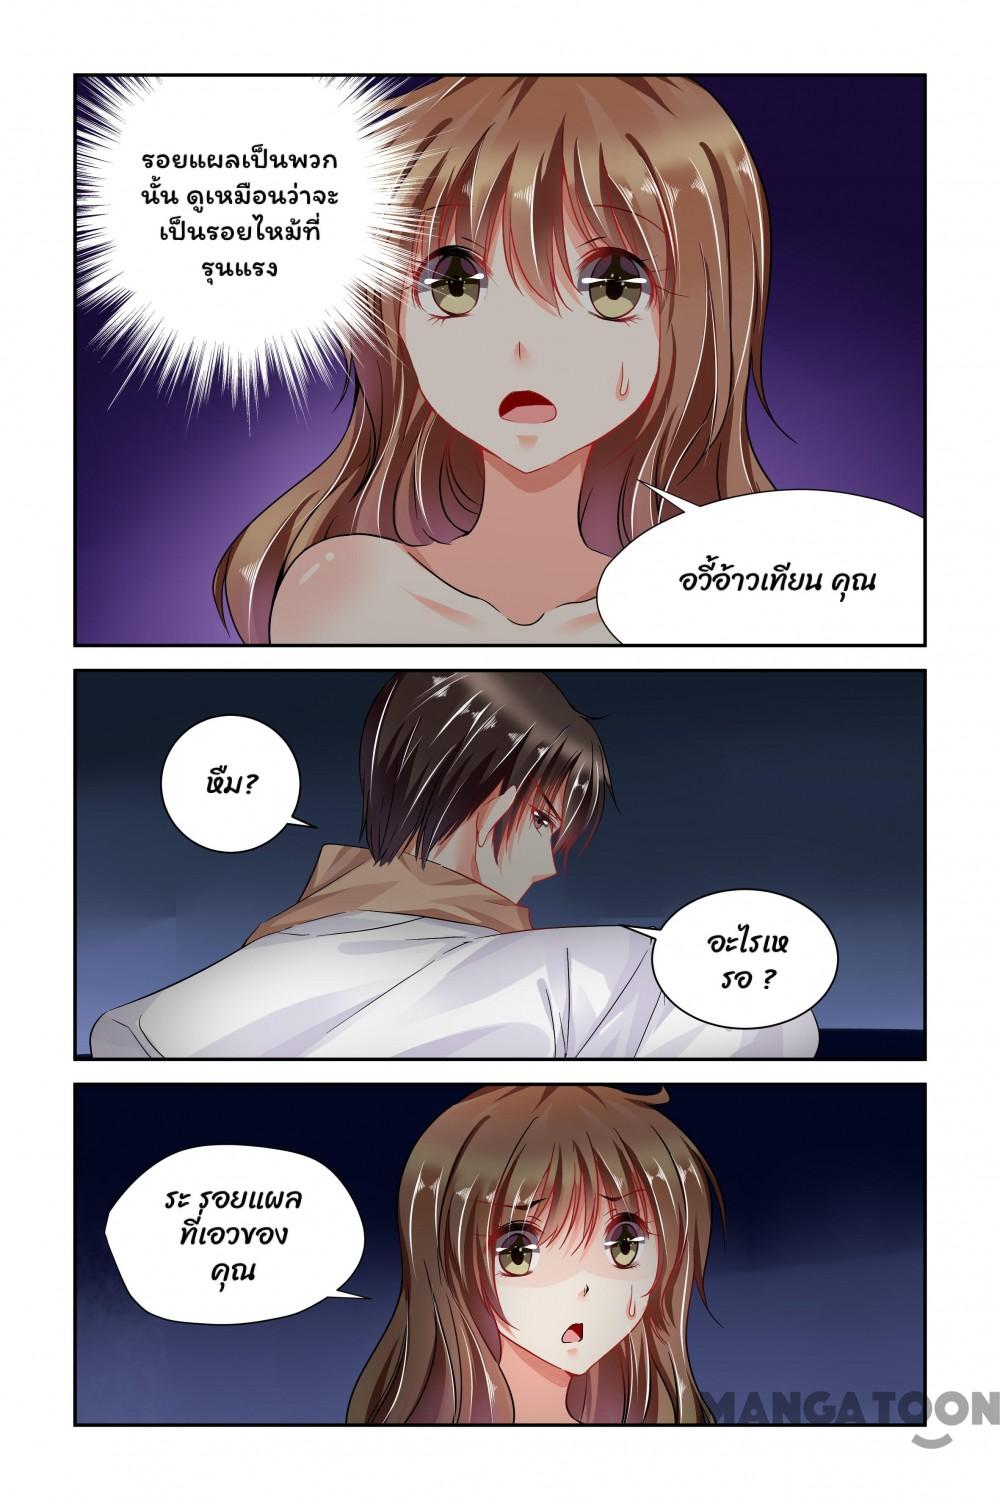 รอยแผลเป็นพวก
นั้น ดูเหมือนว่าจะ
เป็นรอยไหม้ที่
รุนแรง
อวี้อ้าวเทียน คุณ
หืม?
อะไรเห
รอ ?
ระ รอยแผล
ที่เอวของ
คุณ
MANGATOON